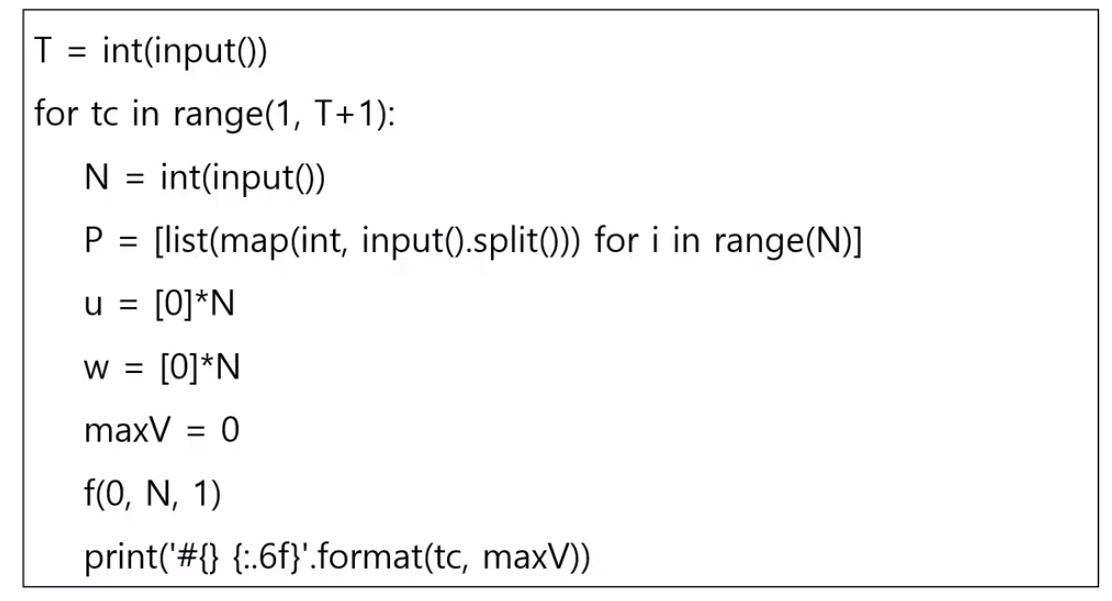 T = int(input())
for tc in range(1, T+1):
N = int(input())
P = [list(map(int, input().split())) for i in range(N)]
u = [0]*N
w = [0]*N
maxV = 0
f(0, N, 1)
print('#{} {:.6f}'.format(tc, maxV))